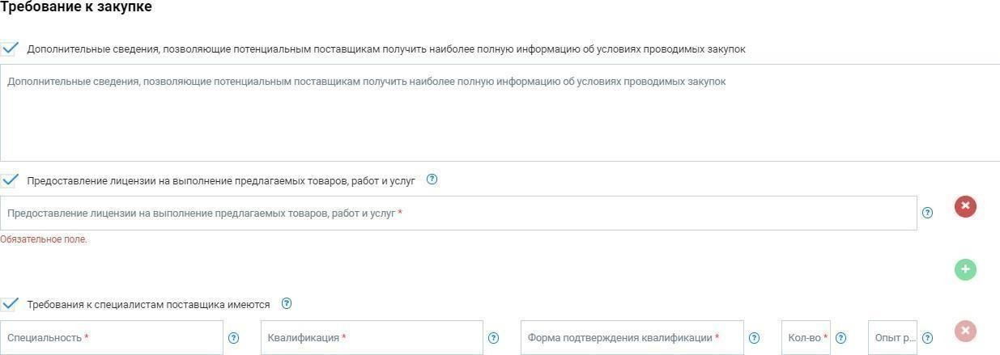 Требование к закупке
Дополнительные сведения, позволяющие потенциальным поставщикам получить наиболее полную информацию об условиях проводимых закупок
Дополнительные сведения, позволяющие потенциальным поставщикам получить наиболее полную информацию об условиях проводимых закупок
Предоставление лицензии на выполнение предлагаемых товаров, работ и услуг ?
Предоставление лицензии на выполнение предлагаемых товаров, работ и услуг * ?
Обязательное поле.
Требования к специалистам поставщика имеются ?
Специальность * ? Квалификация * ? Форма подтверждения квалификации * ? Кол-во * ? Опыт р... ?